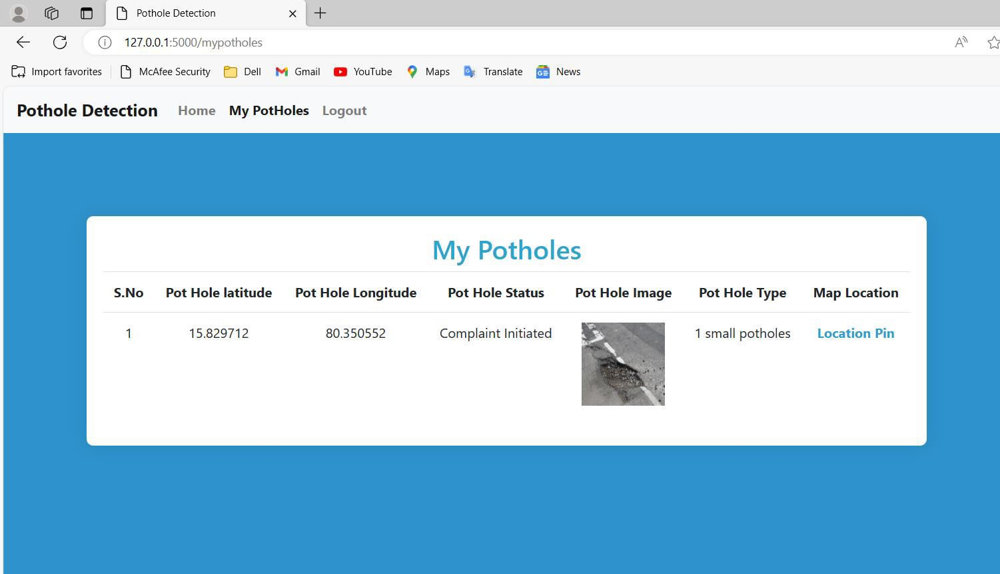 Pothole Detection
127.0.0.1:5000/mypotholes
Import favorites McAfee Security Dell Gmail YouTube Maps Translate News
Pothole Detection Home My PotHoles Logout
My Potholes
S.No Pot Hole latitude Pot Hole Longitude Pot Hole Status Pot Hole Image Pot Hole Type Map Location
1 15.829712 80.350552 Complaint Initiated 1 small potholes Location Pin